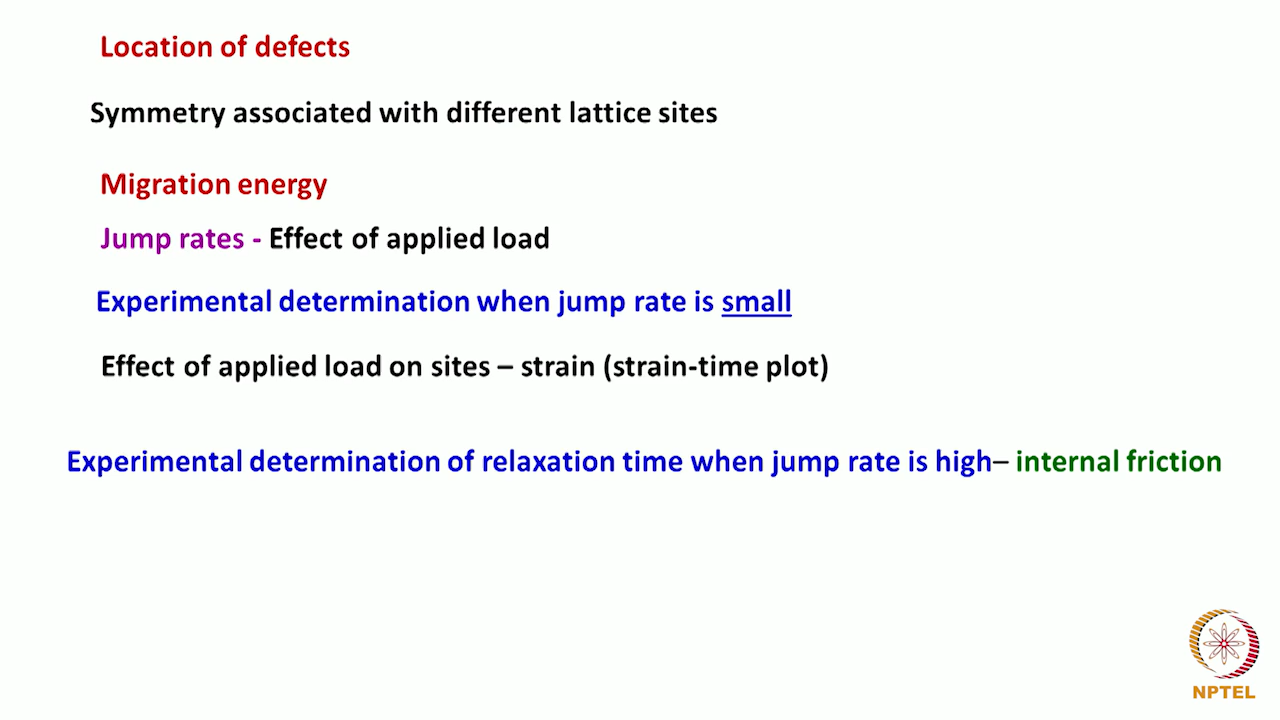 Location of defects
Symmetry associated with different lattice sites
Migration energy
Jump rates - Effect of applied load
Experimental determination when jump rate is small
Effect of applied load on sites – strain (strain-time plot)
Experimental determination of relaxation time when jump rate is high– internal friction
NPTEL